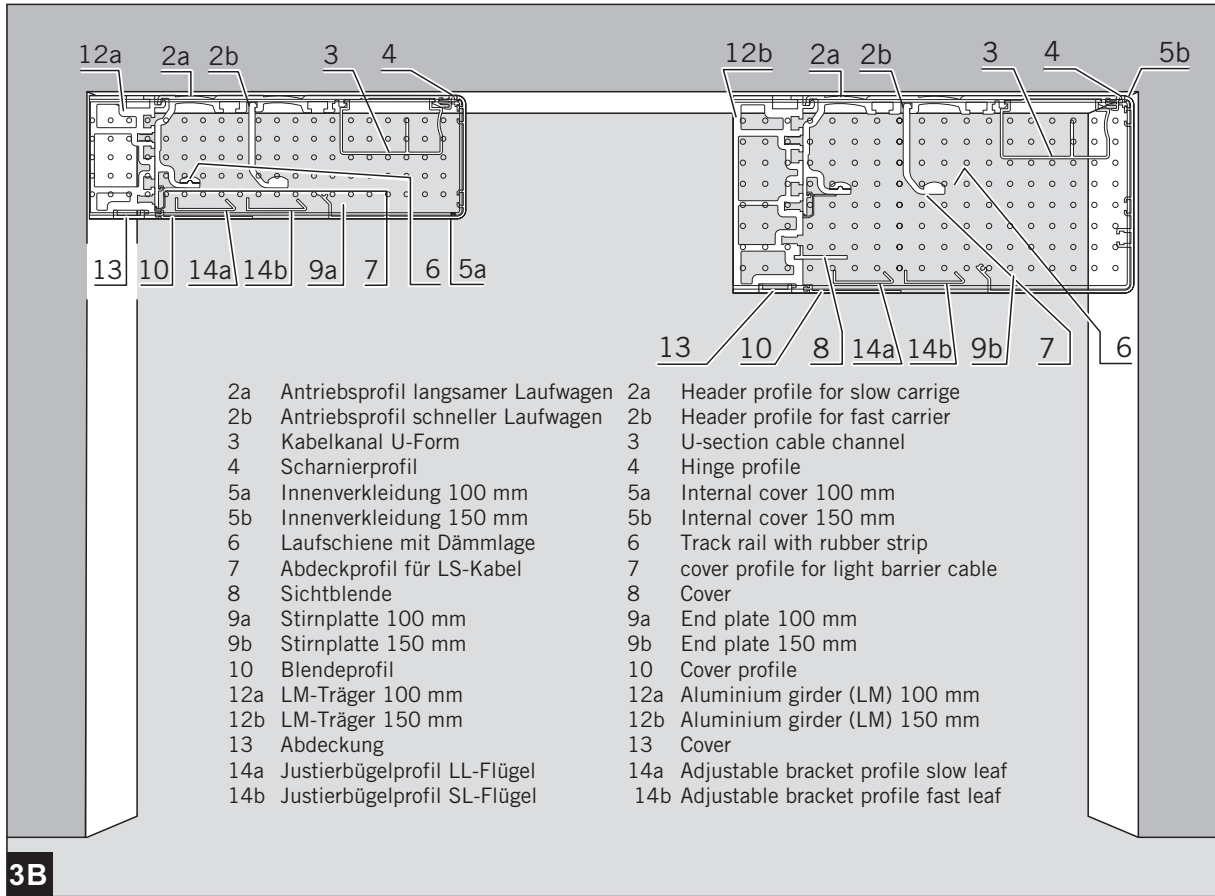 12a 2a 2b 3 4 12b 2a 2b 3 4 5b
13 10 14a 14b 9a 7 6 5a
13 10 8 14a 14b 9b 7 6
2a Antriebsprofil langsamer Laufwagen
2b Antriebsprofil schneller Laufwagen
3 Kabelkanal U-Form
4 Scharnierprofil
5a Innenverkleidung 100 mm
5b Innenverkleidung 150 mm
6 Laufschiene mit Dämmlage
7 Abdeckprofil für LS-Kabel
8 Sichtblende
9a Stirnplatte 100 mm
9b Stirnplatte 150 mm
10 Blendeprofil
12a LM-Träger 100 mm
12b LM-Träger 150 mm
13 Abdeckung
14a Justierbügelprofil LL-Flügel
14b Justierbügelprofil SL-Flügel
2a Header profile for slow carrige
2b Header profile for fast carrier
3 U-section cable channel
4 Hinge profile
5a Internal cover 100 mm
5b Internal cover 150 mm
6 Track rail with rubber strip
7 cover profile for light barrier cable
8 Cover
9a End plate 100 mm
9b End plate 150 mm
10 Cover profile
12a Aluminium girder (LM) 100 mm
12b Aluminium girder (LM) 150 mm
13 Cover
14a Adjustable bracket profile slow leaf
14b Adjustable bracket profile fast leaf
3B